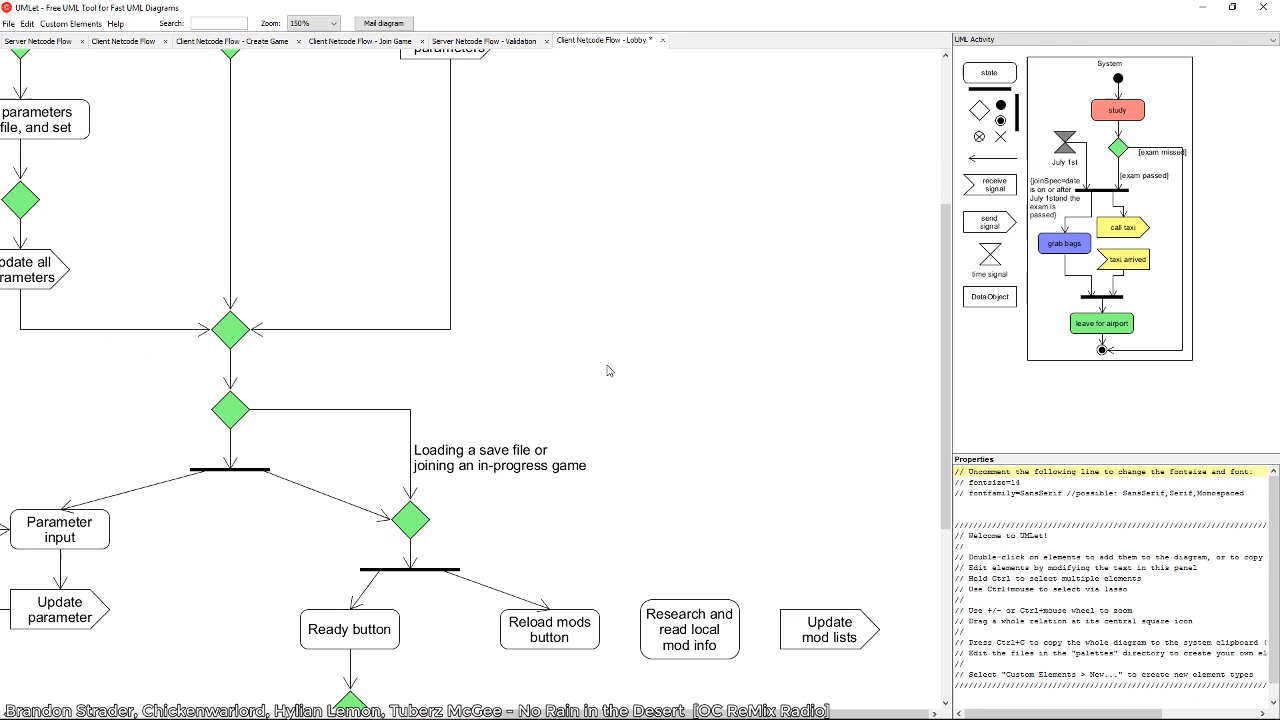 UMLet - Free UML Tool for Fast UML Diagrams
File Edit Custom Elements Help Search: Zoom: 150% Mail diagram
Server Netcode Flow × Client Netcode Flow × Client Netcode Flow - Create Game × Client Netcode Flow - Join Game × Server Netcode Flow - Validation × Client Netcode Flow - Lobby * ×
UML Activity
parameters
parameters
file, and set
pdate all
rameters
Loading a save file or
joining an in-progress game
Parameter
input
Update
parameter
Ready button
Reload mods
button
Research and
read local
mod info
Update
mod lists
state
receive
signal
send
signal
time signal
DataObject
System
study
July 1st
[exam missed]
[exam passed]
{joinSpec=date
is on or after
July 1stand the
exam is
passed}
call taxi
grab bags
taxi arrived
leave for airport
Properties
// Uncomment the following line to change the fontsize and font:
// fontsize=14
// fontfamily=SansSerif //possible: SansSerif,Serif,Monospaced
// Welcome to UMLet!
//
// Double-click on elements to add them to the diagram, or to copy
// Edit elements by modifying the text in this panel
// Hold Ctrl to select multiple elements
// Use Ctrl+mouse to select via lasso
//
// Use +/- or Ctrl+mouse wheel to zoom
// Drag a whole relation at its central square icon
//
// Press Ctrl+C to copy the whole diagram to the system clipboard (
// Edit the files in the "palettes" directory to create your own el
//
// Select "Custom Elements > New..." to create new element types
Brandon Strader, Chickenwarlord, Hylian Lemon, Tuberz McGee - No Rain in the Desert [OC ReMix Radio]